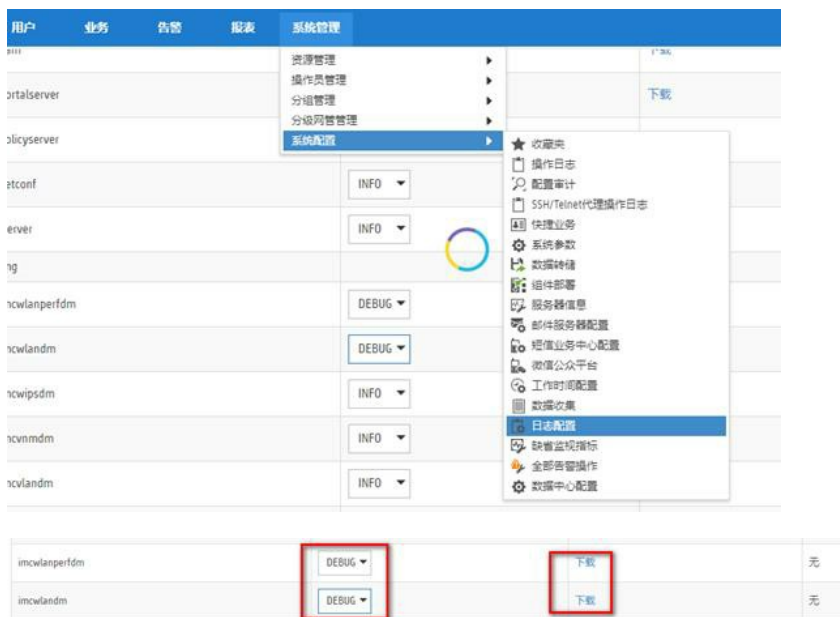 用户 业务 告警 报表 系统管理
资源管理
操作员管理
分组管理
分级网管管理
系统配置
ortalserver 下载
olicyserver
etconf INFO
erver INFO
ng
ncwlanperfdm DEBUG
ncwlandm DEBUG
ncwipsdm INFO
ncvnmdm INFO
ncvlandm INFO
收藏夹
操作日志
配置审计
SSH/Telnet代理操作日志
快捷业务
系统参数
数据转储
组件部署
服务器信息
邮件服务器配置
短信业务中心配置
微信公众平台
工作时间配置
数据收集
日志配置
缺省监视指标
全部告警操作
数据中心配置
imcwlanperfdm DEBUG 下载 无
imcwlandm DEBUG 下载 无